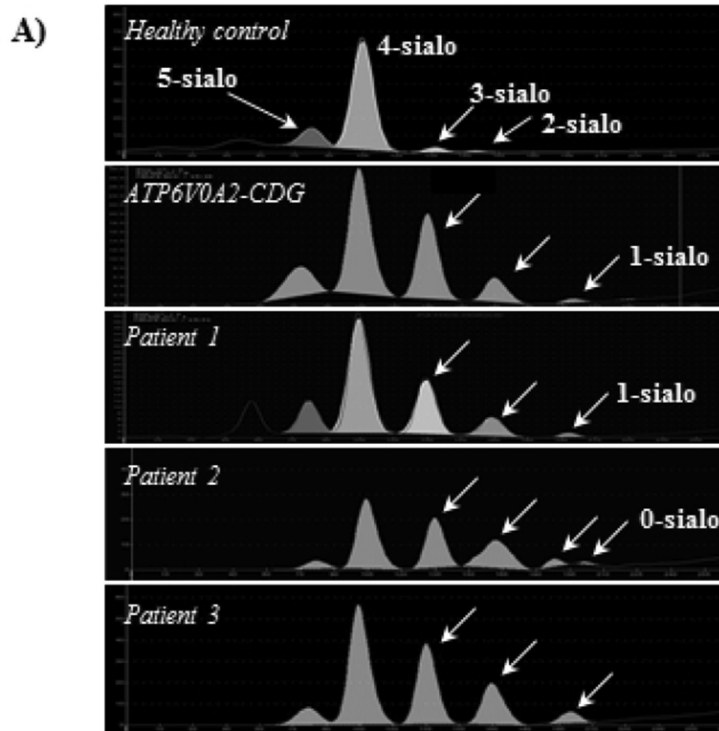 A)
Healthy control
4-sialo
5-sialo
3-sialo
2-sialo
ATP6V0A2-CDG
1-sialo
Patient 1
1-sialo
Patient 2
0-sialo
Patient 3